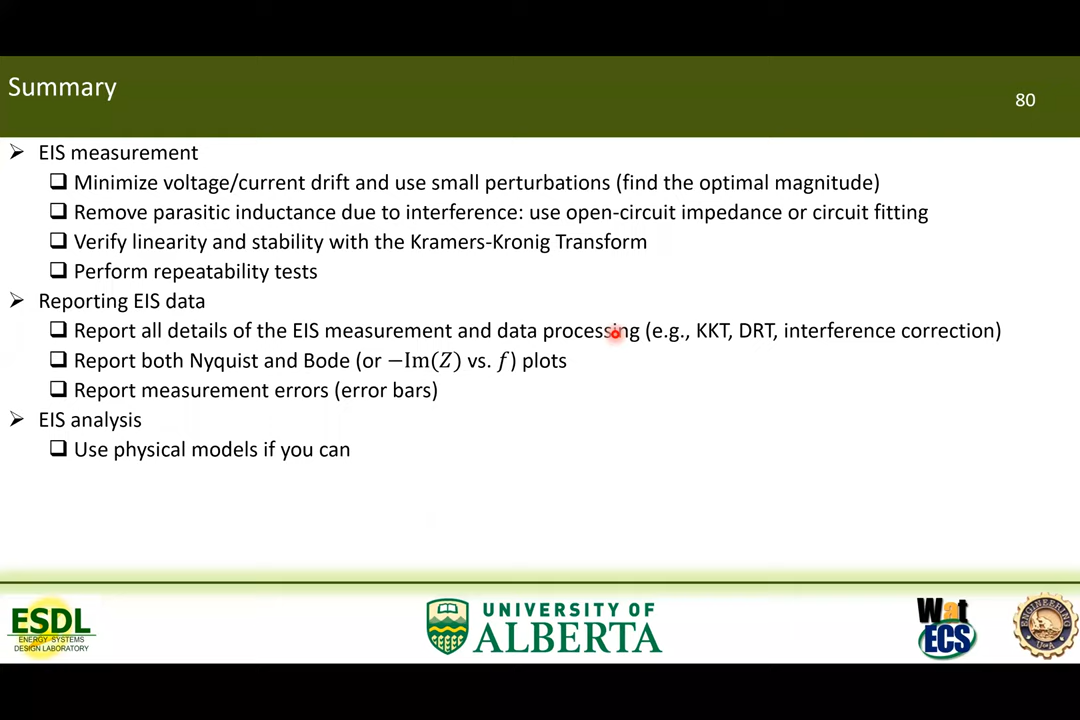 Summary
80
➢ EIS measurement
❑ Minimize voltage/current drift and use small perturbations (find the optimal magnitude)
❑ Remove parasitic inductance due to interference: use open-circuit impedance or circuit fitting
❑ Verify linearity and stability with the Kramers-Kronig Transform
❑ Perform repeatability tests
➢ Reporting EIS data
❑ Report all details of the EIS measurement and data processing (e.g., KKT, DRT, interference correction)
❑ Report both Nyquist and Bode (or −Im(Z) vs. f) plots
❑ Report measurement errors (error bars)
➢ EIS analysis
❑ Use physical models if you can
ESDL
ENERGY SYSTEMS
DESIGN LABORATORY
UNIVERSITY OF
ALBERTA
Wat
ECS
ENGINEERING
U of A